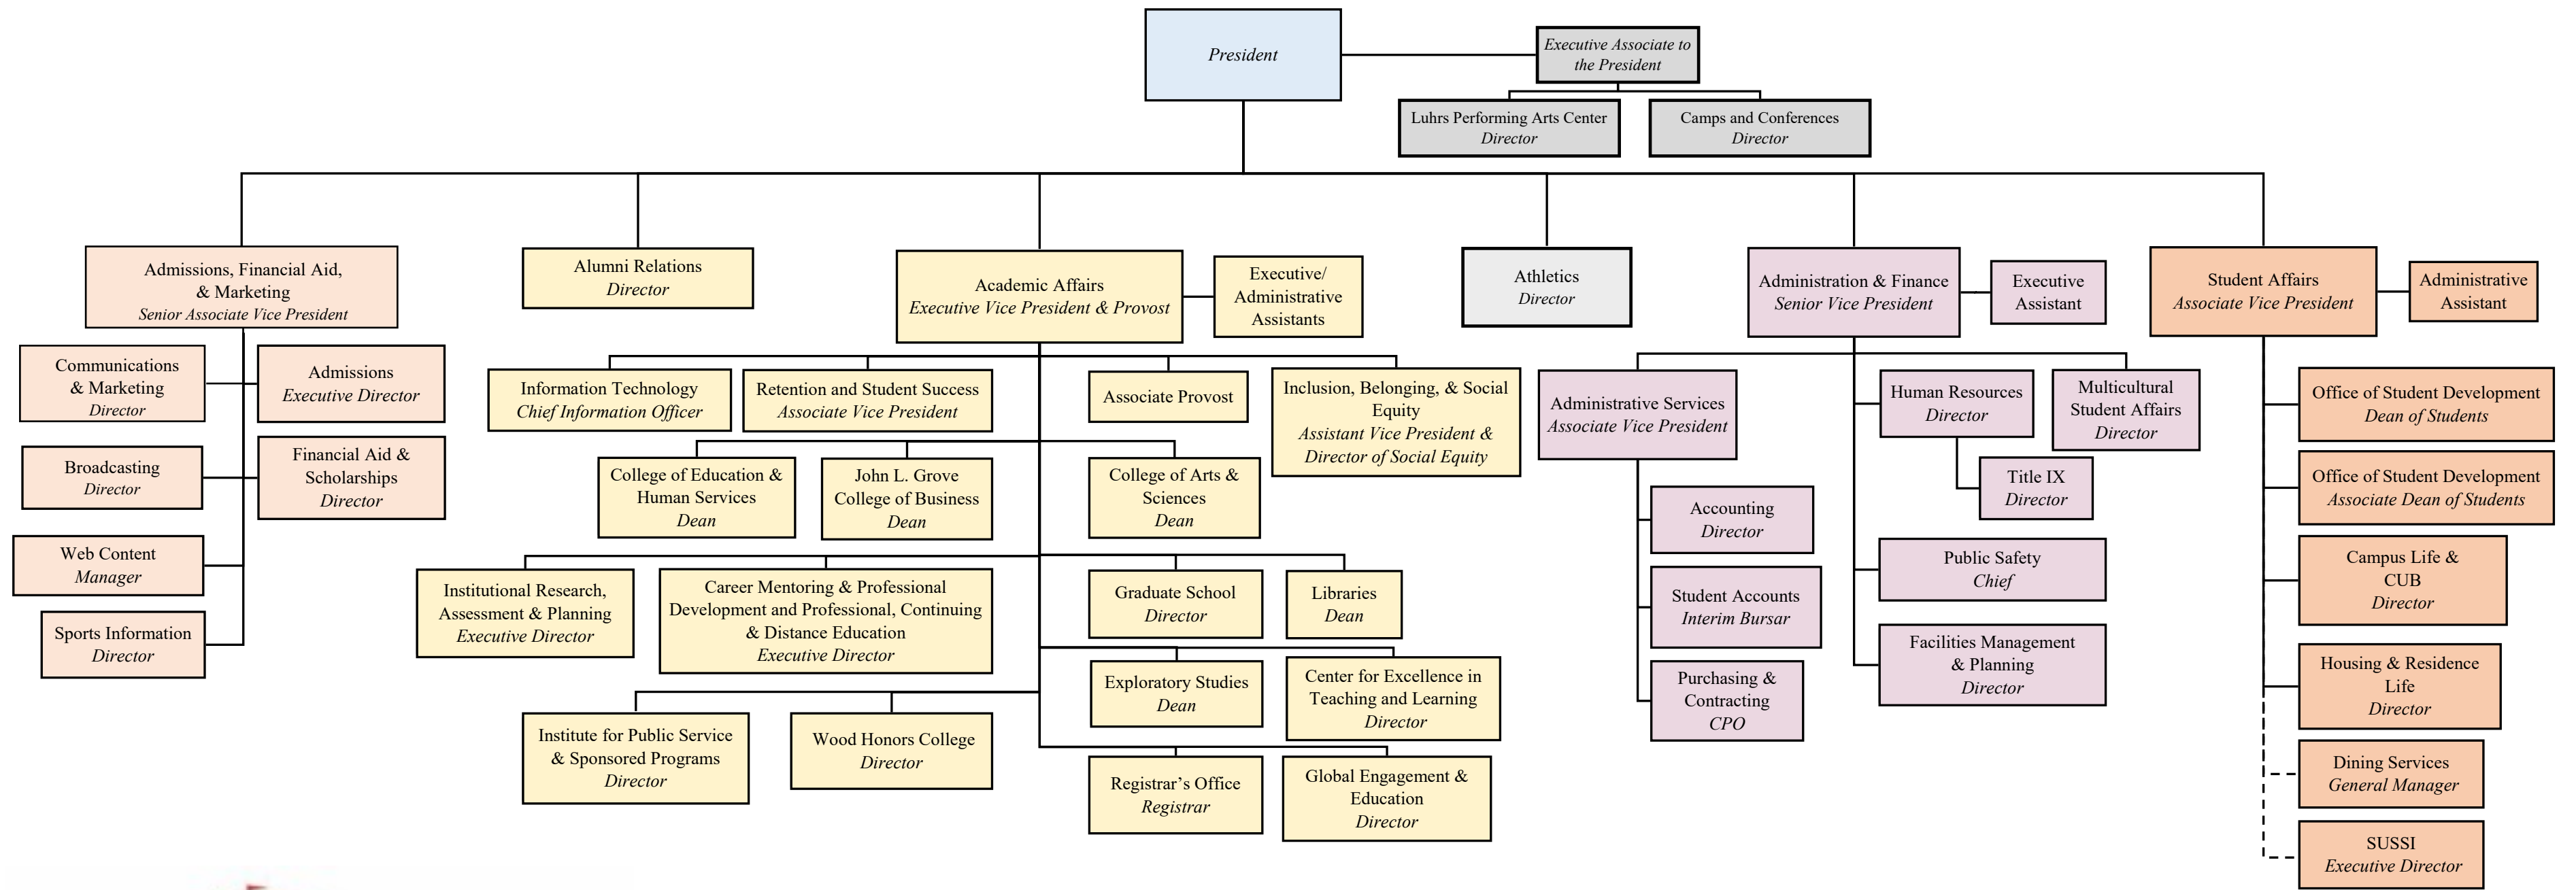 President
Executive Associate to
the President
Luhrs Performing Arts Center
Director
Camps and Conferences
Director
Admissions, Financial Aid,
& Marketing
Senior Associate Vice President
Alumni Relations
Director
Academic Affairs
Executive Vice President & Provost
Executive/
Administrative
Assistants
Athletics
Director
Administration & Finance
Senior Vice President
Executive
Assistant
Student Affairs
Associate Vice President
Administrative
Assistant
Communications
& Marketing
Director
Admissions
Executive Director
Broadcasting
Director
Financial Aid &
Scholarships
Director
Web Content
Manager
Sports Information
Director
Information Technology
Chief Information Officer
Retention and Student Success
Associate Vice President
Associate Provost
Inclusion, Belonging, & Social
Equity
Assistant Vice President &
Director of Social Equity
College of Education &
Human Services
Dean
John L. Grove
College of Business
Dean
College of Arts &
Sciences
Dean
Institutional Research,
Assessment & Planning
Executive Director
Career Mentoring & Professional
Development and Professional, Continuing
& Distance Education
Executive Director
Graduate School
Director
Libraries
Dean
Exploratory Studies
Dean
Center for Excellence in
Teaching and Learning
Director
Institute for Public Service
& Sponsored Programs
Director
Wood Honors College
Director
Registrar’s Office
Registrar
Global Engagement &
Education
Director
Administrative Services
Associate Vice President
Human Resources
Director
Multicultural
Student Affairs
Director
Title IX
Director
Accounting
Director
Student Accounts
Interim Bursar
Purchasing &
Contracting
CPO
Public Safety
Chief
Facilities Management
& Planning
Director
Office of Student Development
Dean of Students
Office of Student Development
Associate Dean of Students
Campus Life &
CUB
Director
Housing & Residence
Life
Director
Dining Services
General Manager
SUSSI
Executive Director